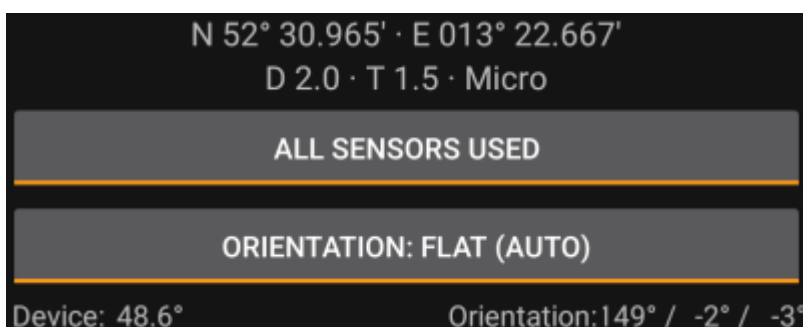 N 52° 30.965' · E 013° 22.667'
D 2.0 · T 1.5 · Micro
ALL SENSORS USED
ORIENTATION: FLAT (AUTO)
Device: 48.6° Orientation:149° / -2° / -3°